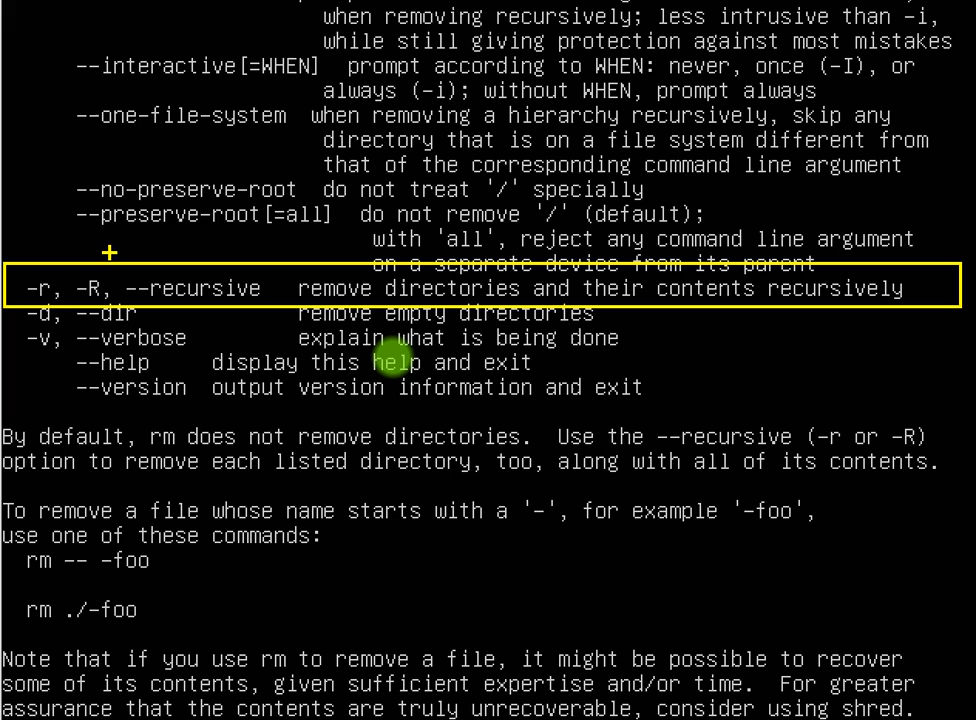 when removing recursively; less intrusive than -i,
while still giving protection against most mistakes
--interactive[=WHEN]  prompt according to WHEN: never, once (-I), or
always (-i); without WHEN, prompt always
--one-file-system  when removing a hierarchy recursively, skip any
directory that is on a file system different from
that of the corresponding command line argument
--no-preserve-root  do not treat '/' specially
--preserve-root[=all]  do not remove '/' (default);
with 'all', reject any command line argument
on a separate device from its parent
-r, -R, --recursive   remove directories and their contents recursively
-d, --dir             remove empty directories
-v, --verbose         explain what is being done
--help     display this help and exit
--version  output version information and exit
By default, rm does not remove directories.  Use the --recursive (-r or -R)
option to remove each listed directory, too, along with all of its contents.
To remove a file whose name starts with a '-', for example '-foo',
use one of these commands:
rm -- -foo
rm ./-foo
Note that if you use rm to remove a file, it might be possible to recover
some of its contents, given sufficient expertise and/or time.  For greater
assurance that the contents are truly unrecoverable, consider using shred.